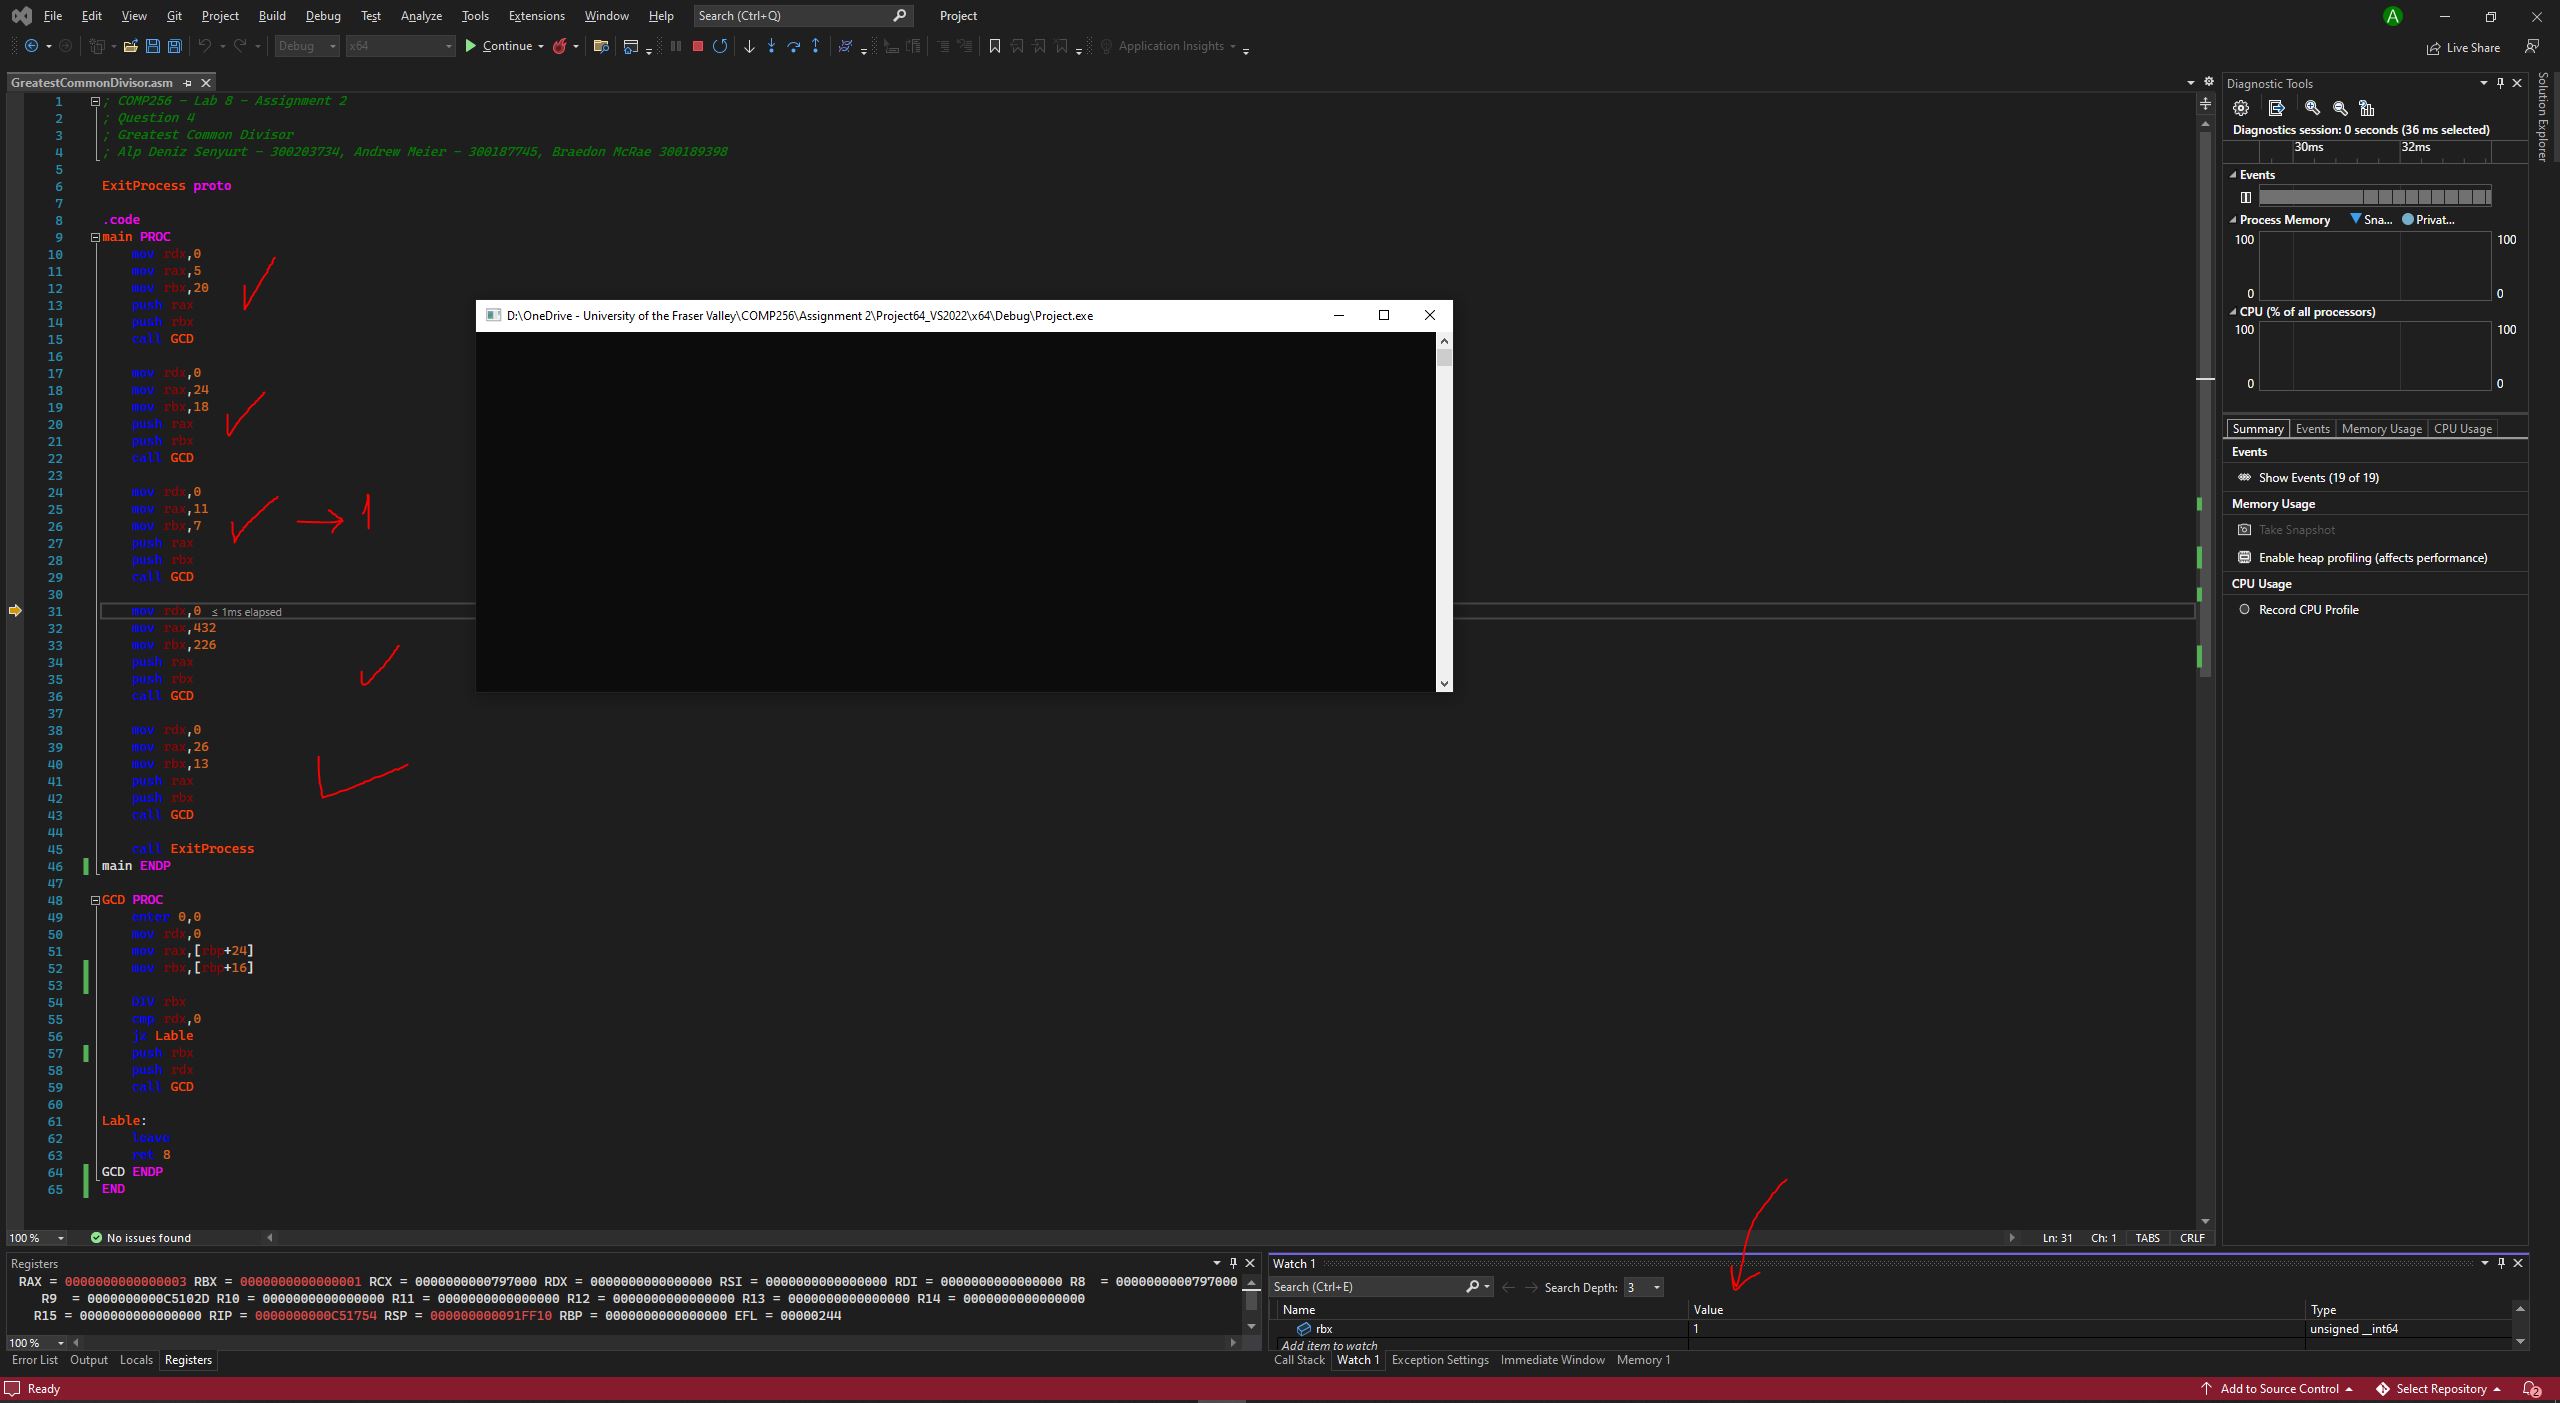 File Edit View Git Project Build Debug Test Analyze Tools Extensions Window Help Search (Ctrl+Q) Project
A
Debug x64 Continue Application Insights Live Share
GreatestCommonDivisor.asm
1 ; COMP256 - Lab 8 - Assignment 2
2 ; Question 4
3 ; Greatest Common Divisor
4 ; Alp Deniz Senyurt - 300203734, Andrew Meier - 300187745, Braedon McRae 300189398
5
6 ExitProcess proto
7
8 .code
9 main PROC
10 mov rdx,0
11 mov rax,5
12 mov rbx,20
13 push rax
14 push rbx
15 call GCD
16
17 mov rdx,0
18 mov rax,24
19 mov rbx,18
20 push rax
21 push rbx
22 call GCD
23
24 mov rdx,0
25 mov rax,11
26 mov rbx,7
27 push rax
28 push rbx
29 call GCD
30
31 mov rdx,0 ≤ 1ms elapsed
32 mov rax,432
33 mov rbx,226
34 push rax
35 push rbx
36 call GCD
37
38 mov rdx,0
39 mov rax,26
40 mov rbx,13
41 push rax
42 push rbx
43 call GCD
44
45 call ExitProcess
46 main ENDP
47
48 GCD PROC
49 enter 0,0
50 mov rdx,0
51 mov rax,[rbp+24]
52 mov rbx,[rbp+16]
53
54 DIV rbx
55 cmp rdx,0
56 jz Lable
57 push rbx
58 push rdx
59 call GCD
60
61 Lable:
62 leave
63 ret 8
64 GCD ENDP
65 END
1
D:\OneDrive - University of the Fraser Valley\COMP256\Assignment 2\Project64_VS2022\x64\Debug\Project.exe
100 % No issues found Ln: 31 Ch: 1 TABS CRLF
Diagnostic Tools
Diagnostics session: 0 seconds (36 ms selected)
30ms 32ms
Events
Process Memory Sna... Privat...
100 100
0 0
CPU (% of all processors)
100 100
0 0
Summary Events Memory Usage CPU Usage
Events
Show Events (19 of 19)
Memory Usage
Take Snapshot
Enable heap profiling (affects performance)
CPU Usage
Record CPU Profile
Solution Explorer
Registers
RAX = 0000000000000003 RBX = 0000000000000001 RCX = 0000000000797000 RDX = 0000000000000000 RSI = 0000000000000000 RDI = 0000000000000000 R8 = 0000000000797000
R9 = 0000000000C5102D R10 = 0000000000000000 R11 = 0000000000000000 R12 = 0000000000000000 R13 = 0000000000000000 R14 = 0000000000000000
R15 = 0000000000000000 RIP = 0000000000C51754 RSP = 000000000091FF10 RBP = 0000000000000000 EFL = 00000244
100 %
Error List Output Locals Registers
Watch 1
Search (Ctrl+E) Search Depth: 3
Name Value Type
rbx 1 unsigned __int64
Add item to watch
Call Stack Watch 1 Exception Settings Immediate Window Memory 1
Ready Add to Source Control Select Repository 2